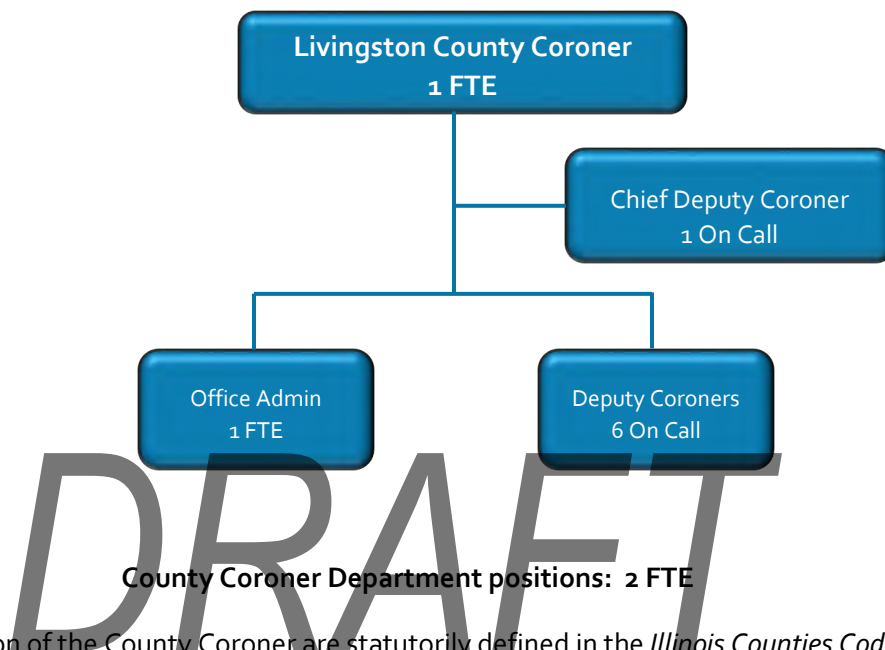 Livingston County Coroner
1 FTE
Chief Deputy Coroner
1 On Call
Office Admin
1 FTE
Deputy Coroners
6 On Call
DRAFT
County Coroner Department positions: 2 FTE
of the County Coroner are statutorily defined in the Illinois Counties